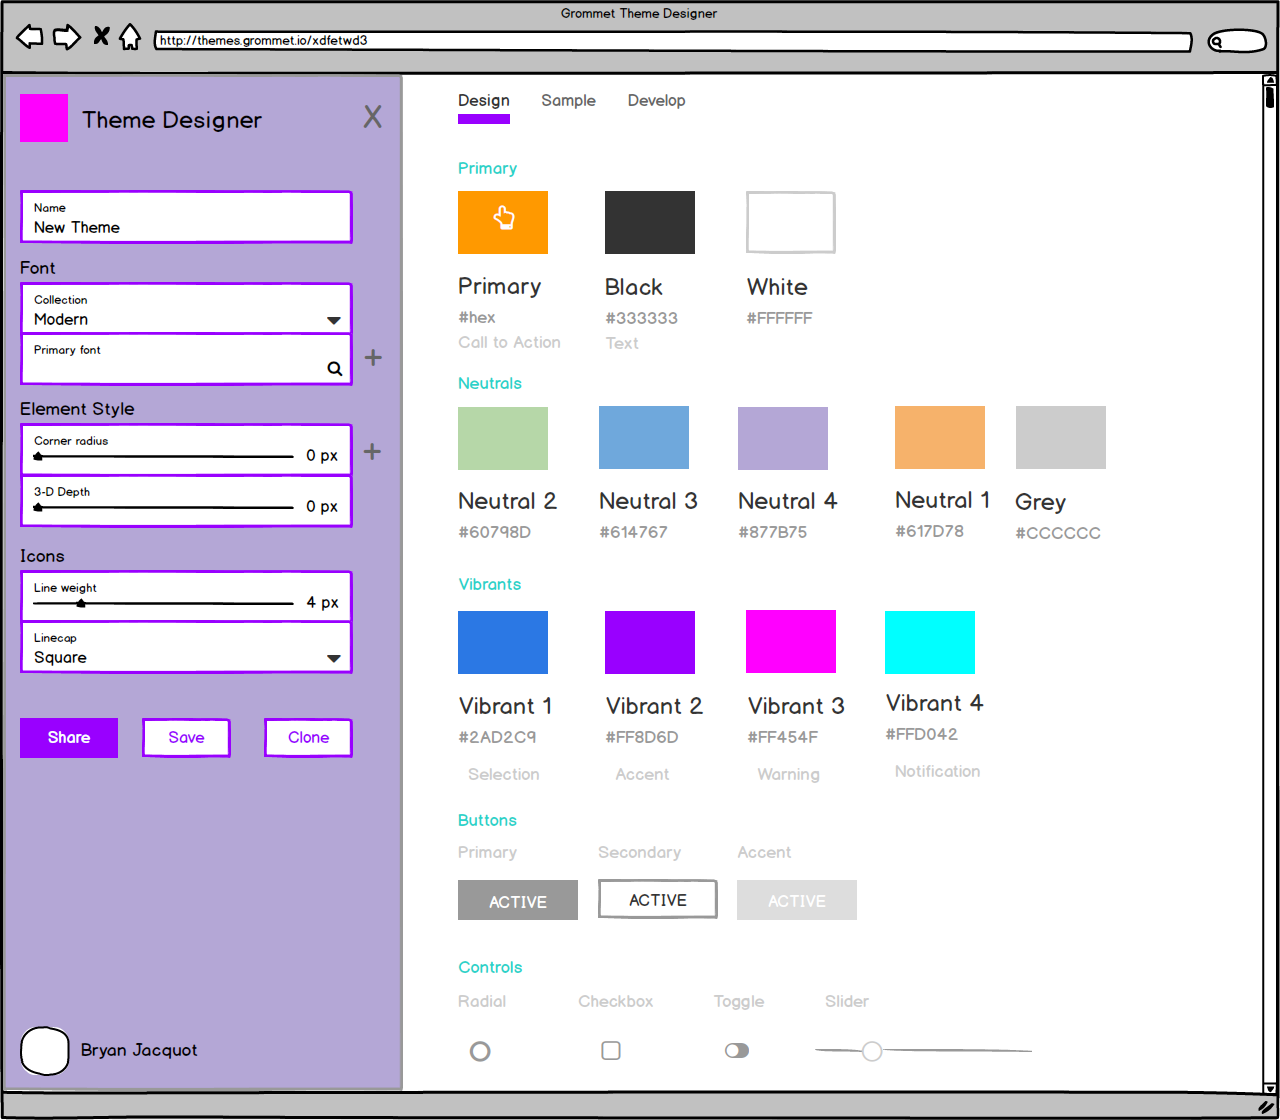 Grommet Theme Designer
http://themes.grommet.io/xdfetwd3
Theme Designer
X
Name
New Theme
Font
Collection
Modern
Primary font
Element Style
Corner radius
0 px
3-D Depth
0 px
Icons
Line weight
4 px
Linecap
Square
Share Save Clone
Bryan Jacquot
Design Sample Develop
Primary
Primary Black White
#hex #333333 #FFFFFF
Call to Action Text
Neutrals
Neutral 2 Neutral 3 Neutral 4 Neutral 1 Grey
#60798D #614767 #877B75 #617D78 #CCCCCC
Vibrants
Vibrant 1 Vibrant 2 Vibrant 3 Vibrant 4
#2AD2C9 #FF8D6D #FF454F #FFD042
Selection Accent Warning Notification
Buttons
Primary Secondary Accent
ACTIVE ACTIVE ACTIVE
Controls
Radial Checkbox Toggle Slider